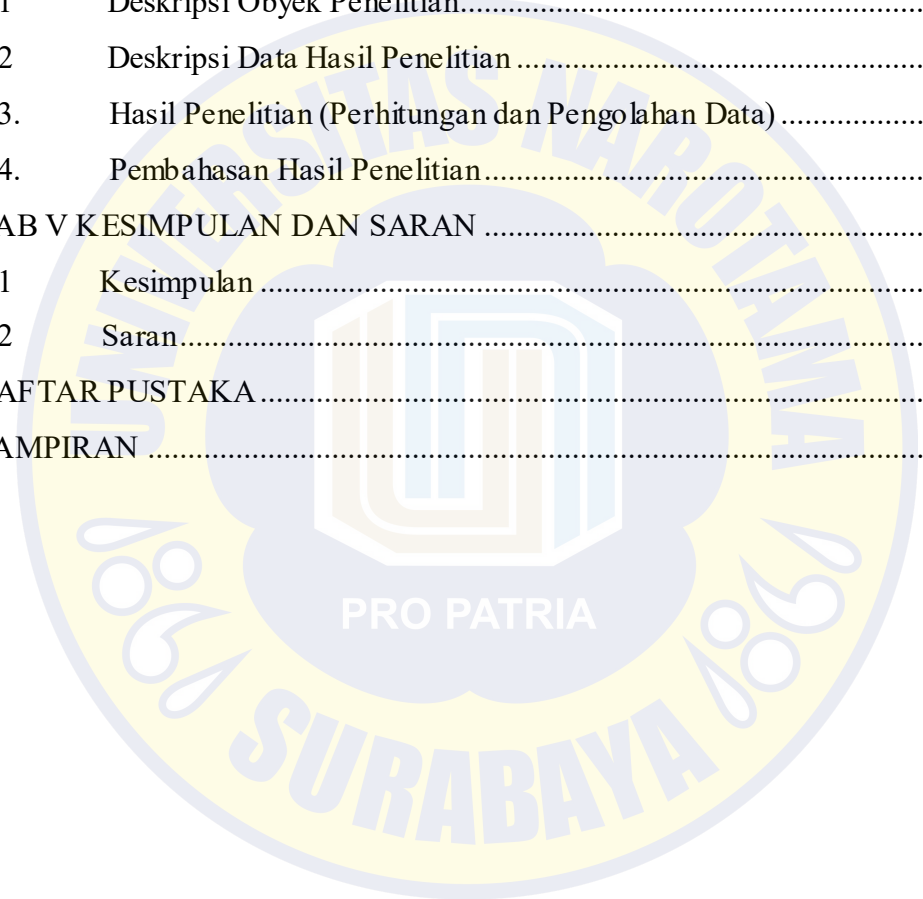 1 Deskripsi Obyek Penelitian........................................................
2 Deskripsi Data Hasil Penelitian ..................................................
3. Hasil Penelitian (Perhitungan dan Pengolahan Data) .................
4. Pembahasan Hasil Penelitian ......................................................
AB V KESIMPULAN DAN SARAN ......................................................
1 Kesimpulan ..................................................................................
2 Saran.............................................................................................
AFTAR PUSTAKA ..................................................................................
AMPIRAN ................................................................................................
UNIVERSITAS NAROTAMA
PRO PATRIA
SURABAYA